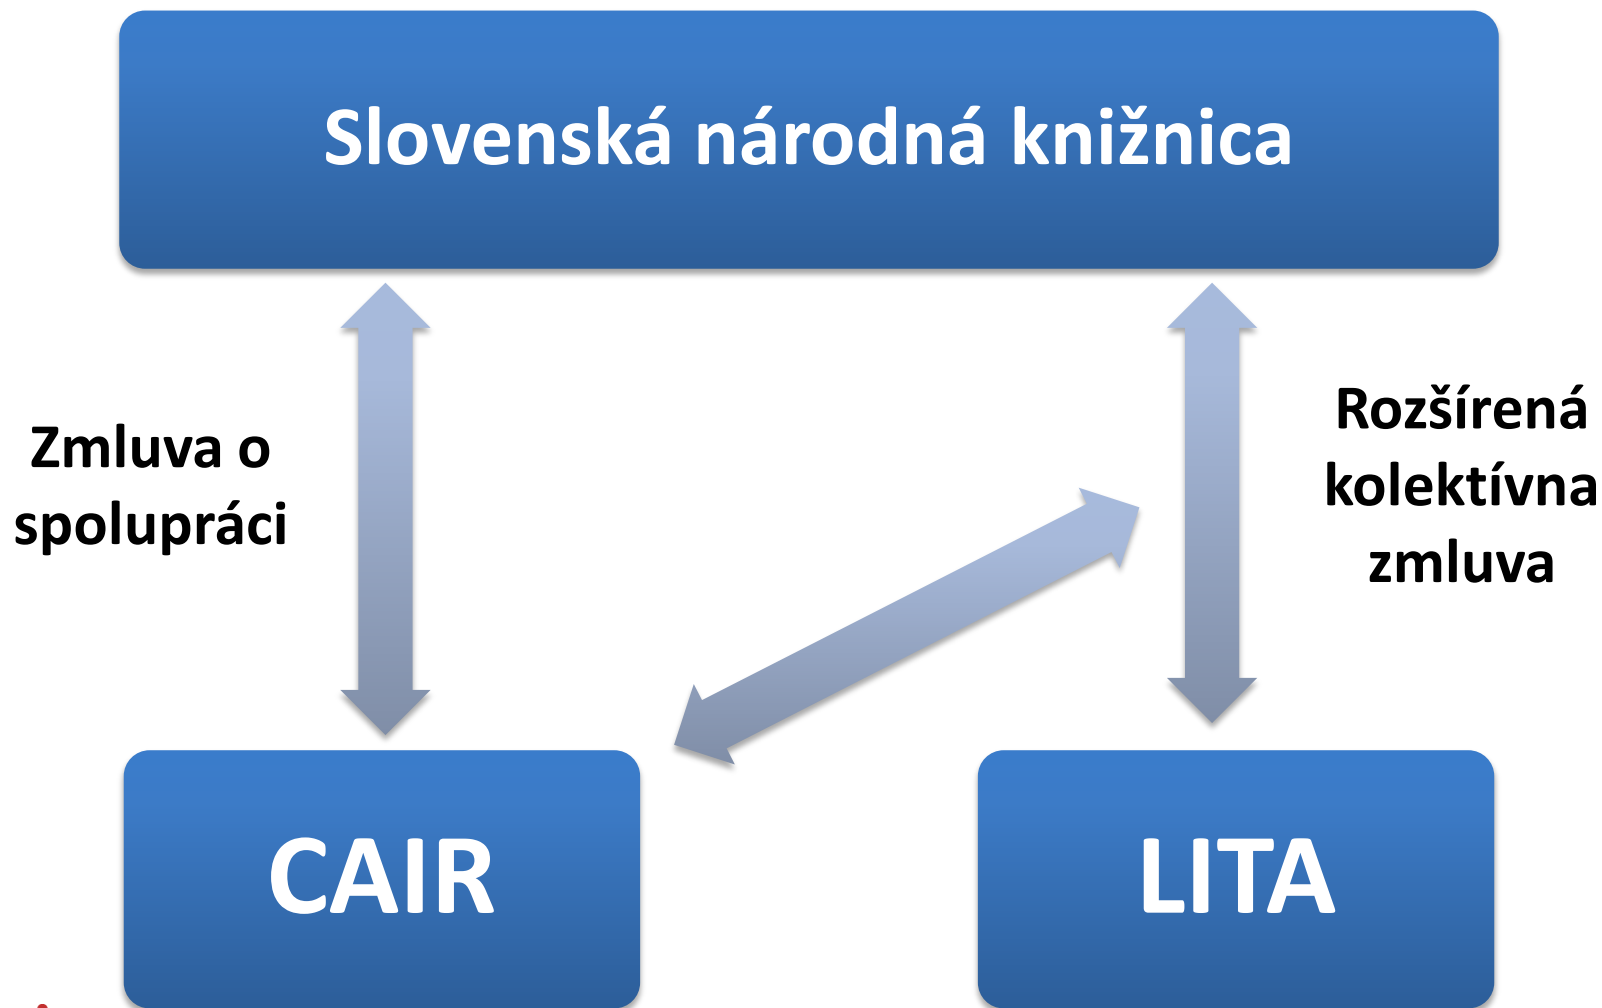 Slovenská národná knižnica
Zmluva o
spolupráci
Rozšírená
kolektívna
zmluva
CAIR
LITA